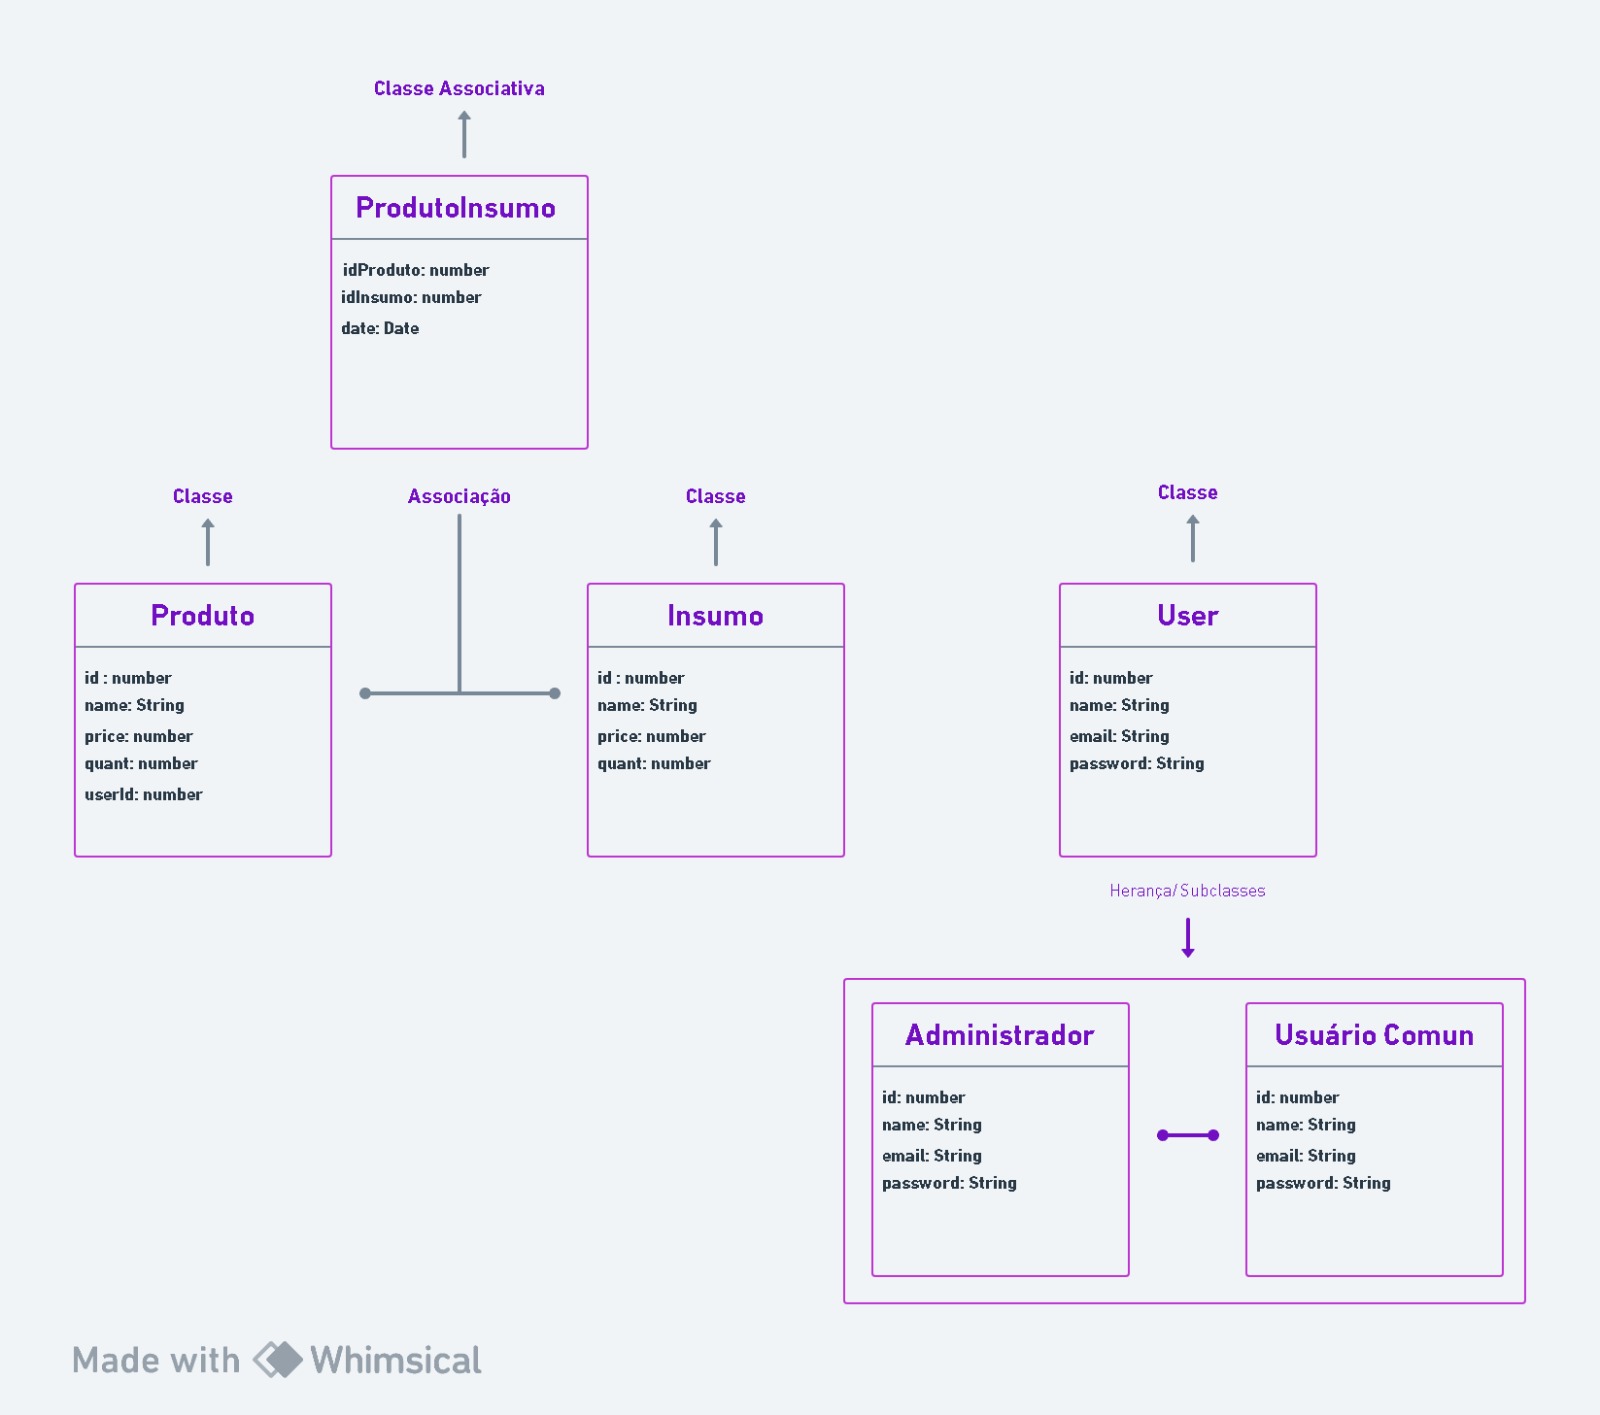 Classe Associativa
ProdutoInsumo
idProduto: number
idInsumo: number
date: Date
Classe
Associação
Classe
Classe
Produto
id : number
name: String
price: number
quant: number
userId: number
Insumo
id : number
name: String
price: number
quant: number
User
id: number
name: String
email: String
password: String
Herança/Subclasses
Administrador
id: number
name: String
email: String
password: String
Usuário Comun
id: number
name: String
email: String
password: String
Made with Whimsical